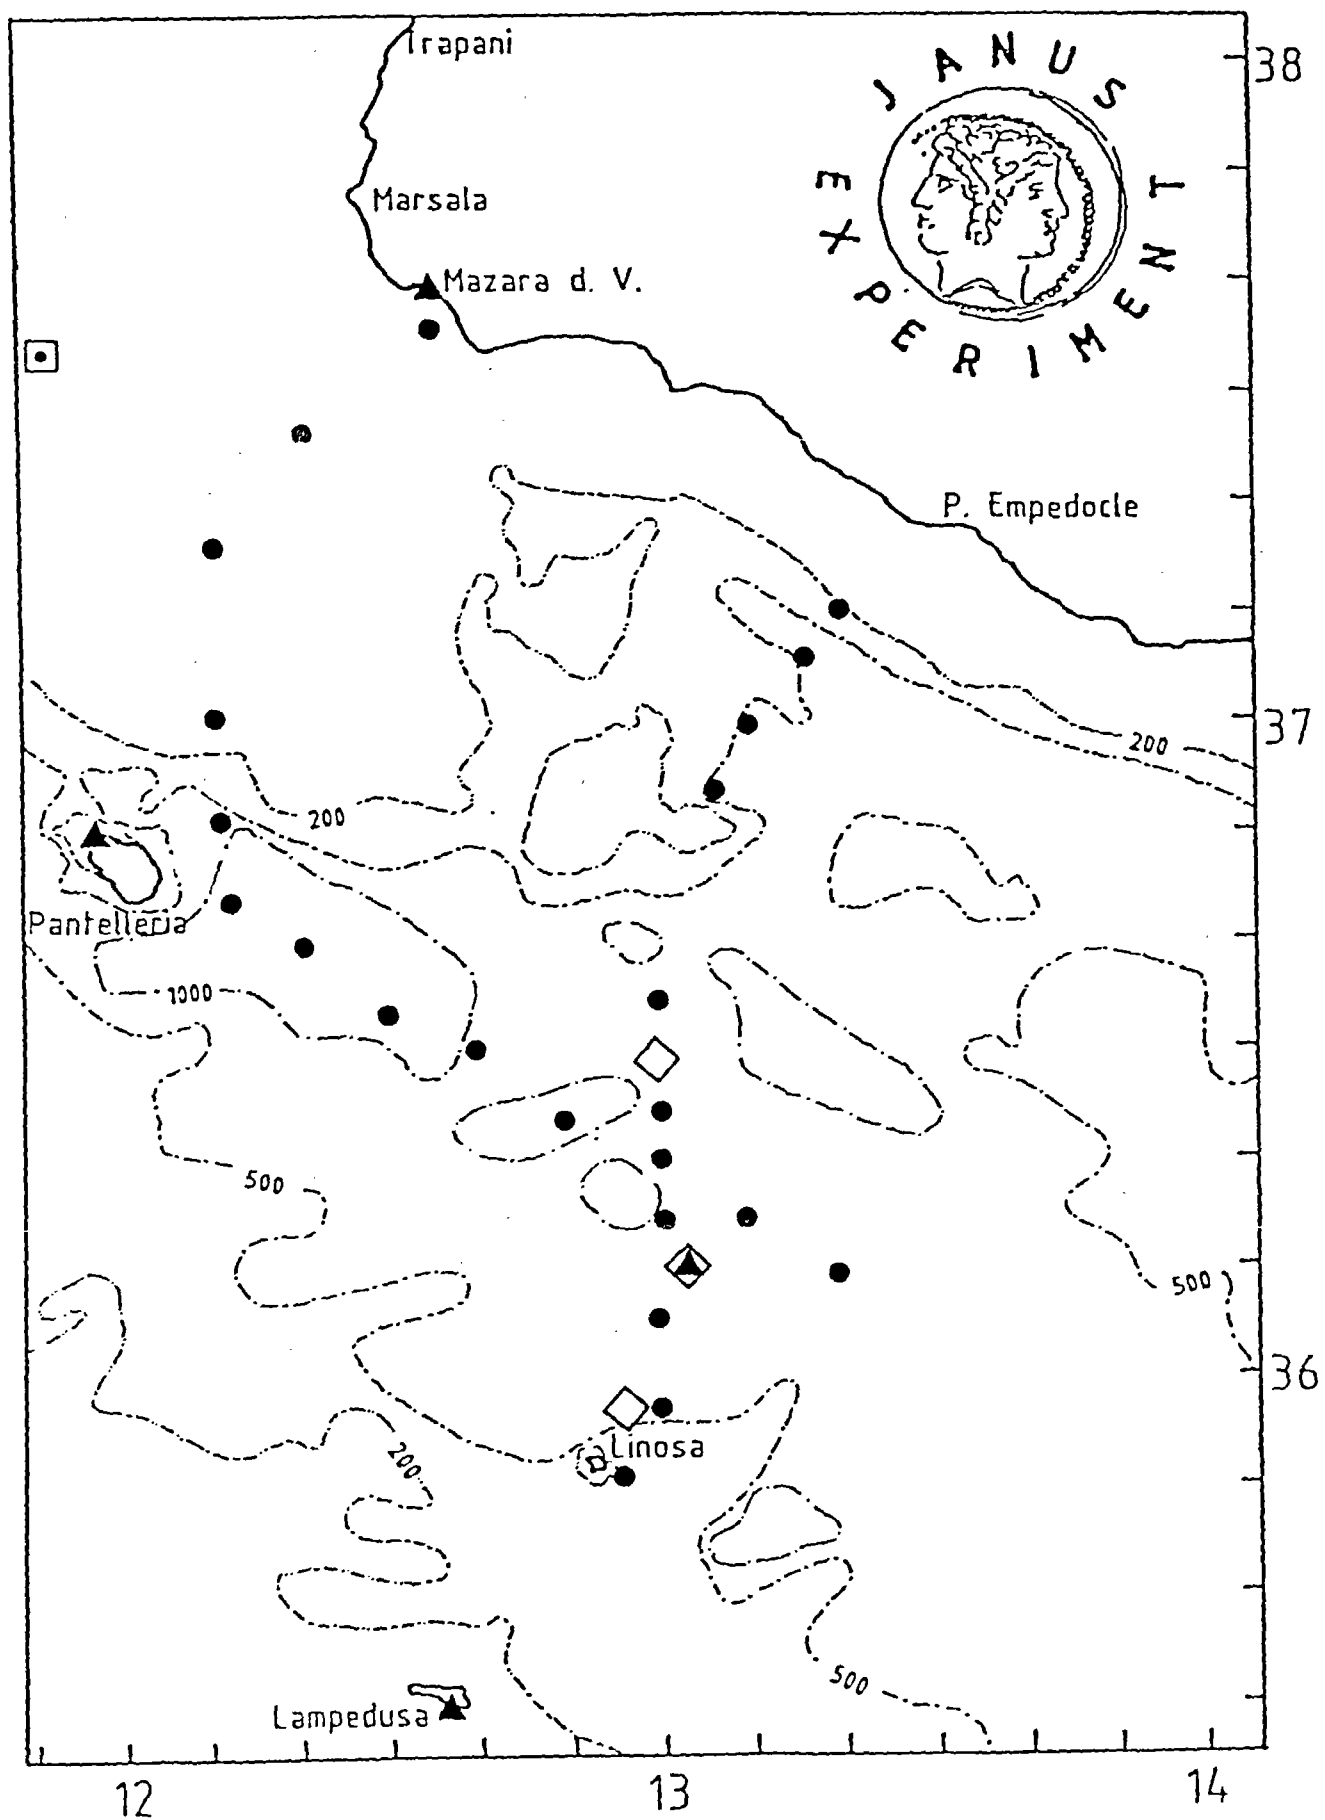 Trapani
38
JANUS
EXPERIMENT
Marsala
Mazara d. V.
P. Empedocle
37
200
200
Pantelleria
1000
500
500
36
Linosa
200
500
Lampedusa
12 13 14